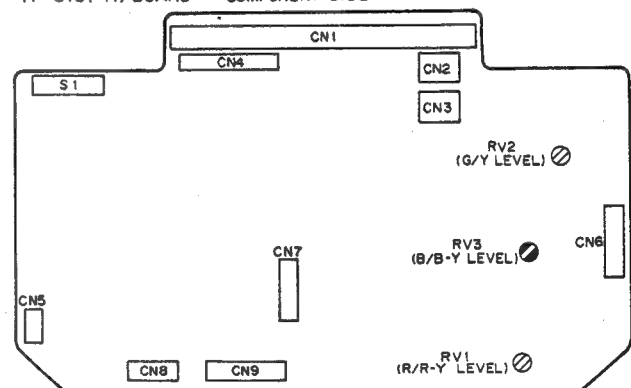 CN1
CN4
CN2
S1
CN3
RV2
(G/Y LEVEL)
CN7
RV3
(B/B-Y LEVEL)
CN6
CN5
CN8
CN9
RV1
(R/R-Y LEVEL)